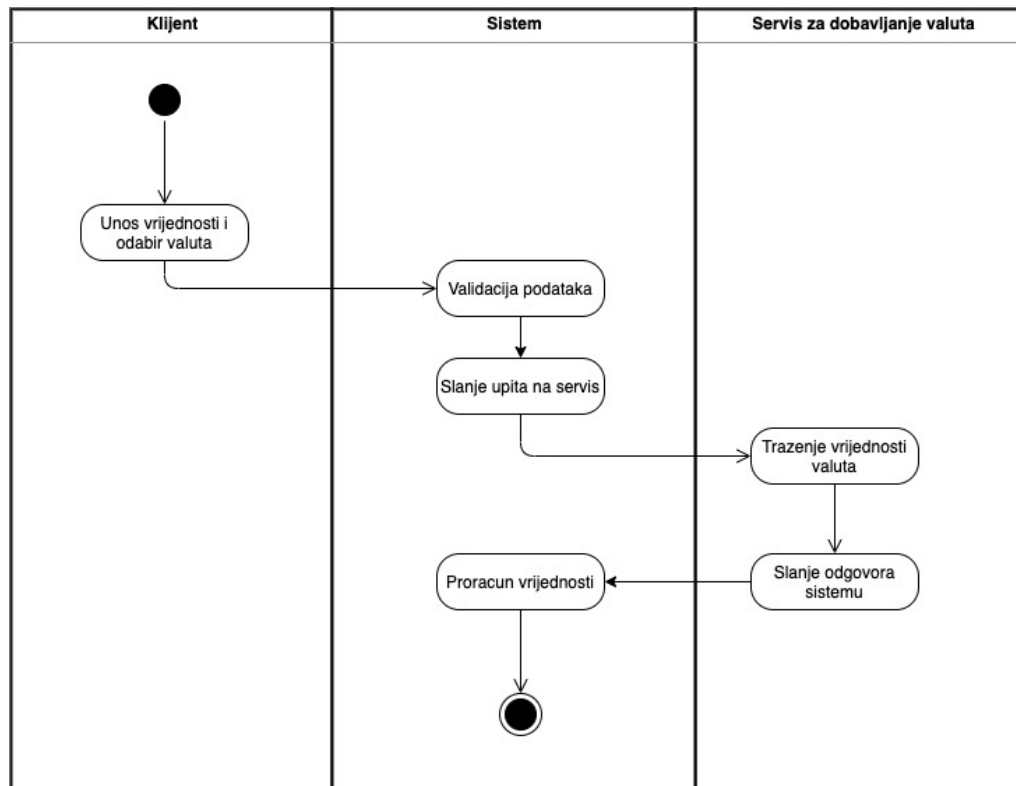 Klijent
Sistem
Servis za dobavljanje valuta
Unos vrijednosti i
odabir valuta
Validacija podataka
Slanje upita na servis
Trazenje vrijednosti
valuta
Proracun vrijednosti
Slanje odgovora
sistemu